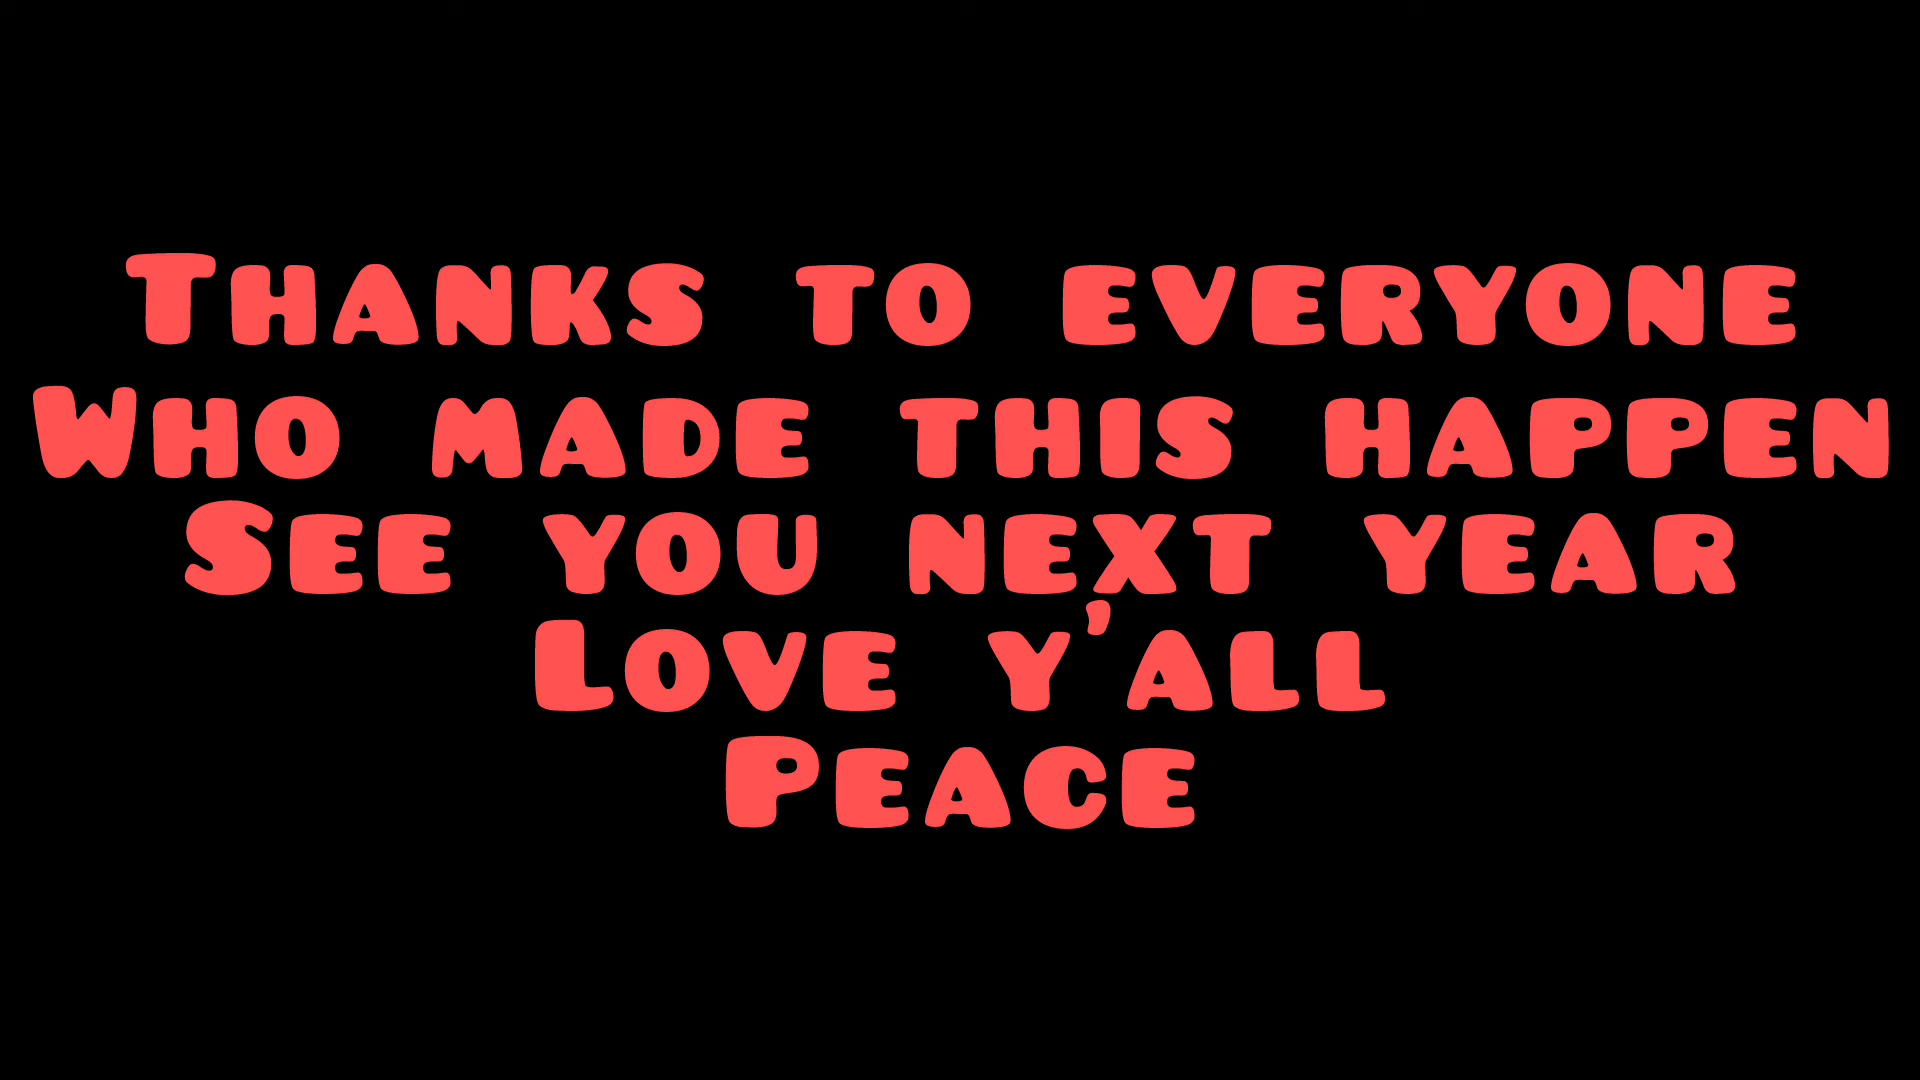 Thanks to everyone
Who made this happen
See you next year
Love y'all
Peace